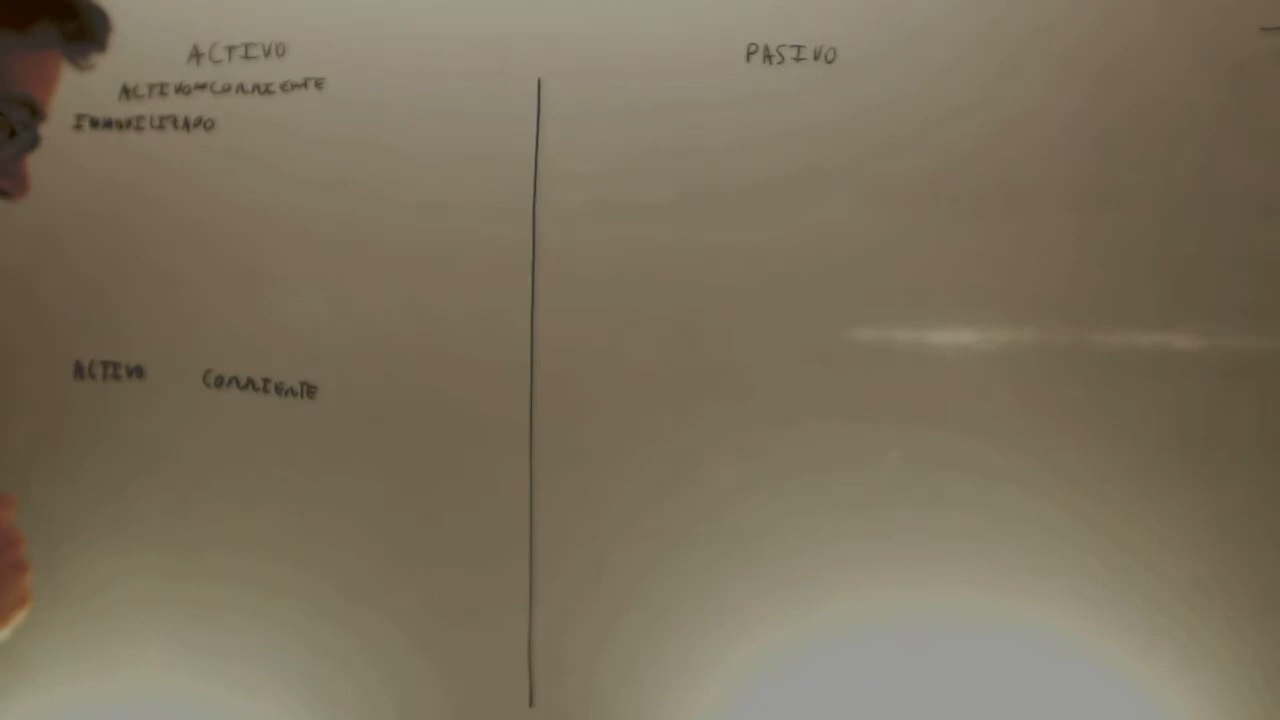 ACTIVO
PASIVO
ACTIVO no CORRIENTE
INMOVILIZADO
ACTIVO CORRIENTE